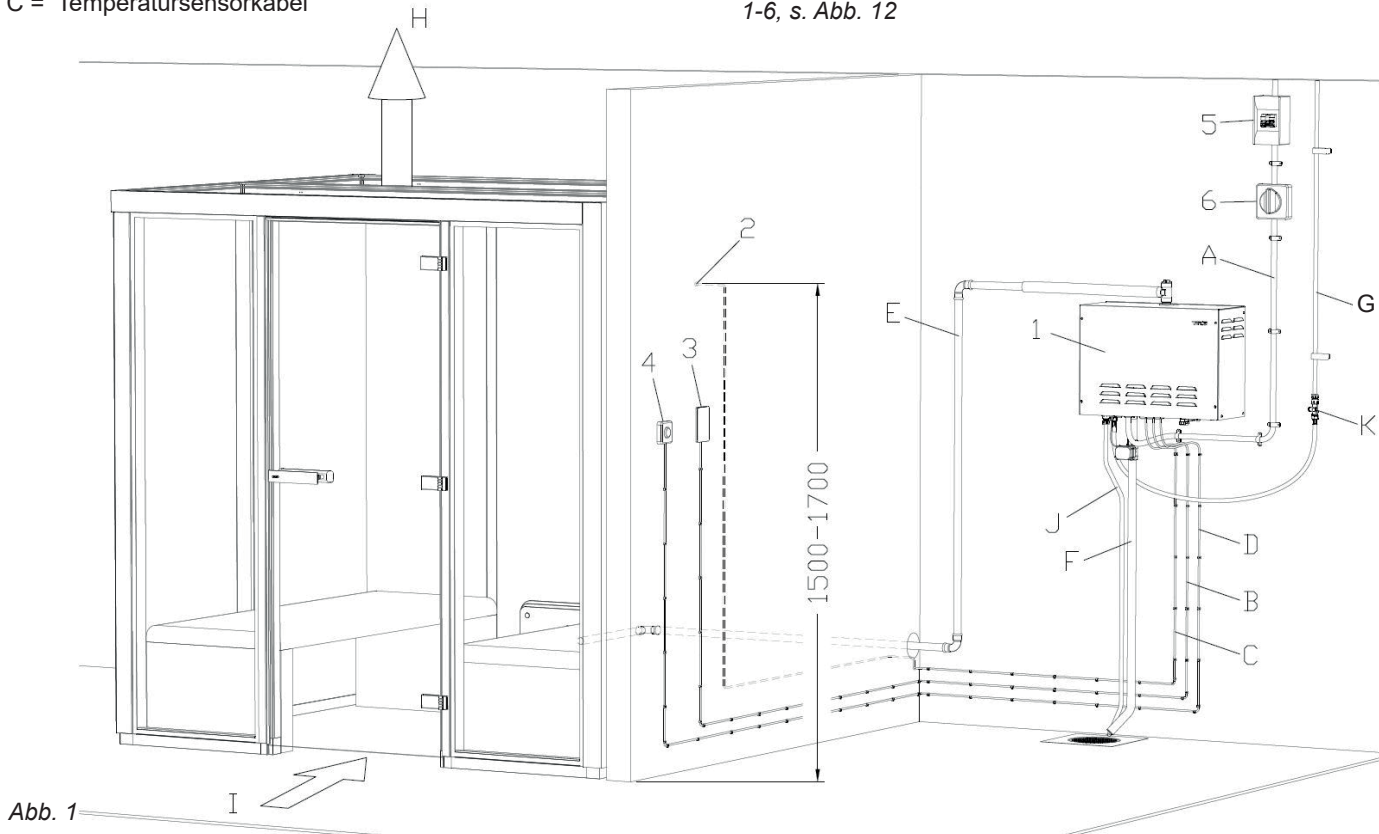 C = Temperatursensorkabel
1-6, s. Abb. 12
H
5
6
A
2
E
G
1
3
4
K
1500-1700
J
D
F
B
C
I
Abb. 1